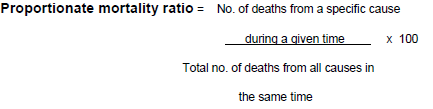 Proportionate mortality ratio = No. of deaths from a specific cause
during a given time x 100
Total no. of deaths from all causes in
the same time